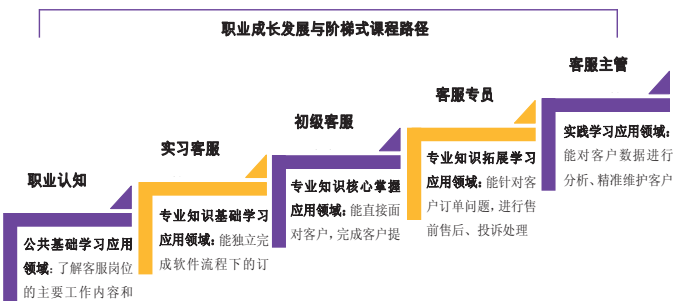 职业成长发展与阶梯式课程路径
职业认知
公共基础学习应用
领域：了解客服岗位
的主要工作内容和
实习客服
专业知识基础学习
应用领域：能独立完
成软件流程下的订
初级客服
专业知识核心掌握
应用领域：能直接面
对客户，完成客户提
客服专员
专业知识拓展学习
应用领域：能针对客
户订单问题，进行售
前售后、投诉处理
客服主管
实践学习应用领域：
能对客户数据进行
分析、精准维护客户